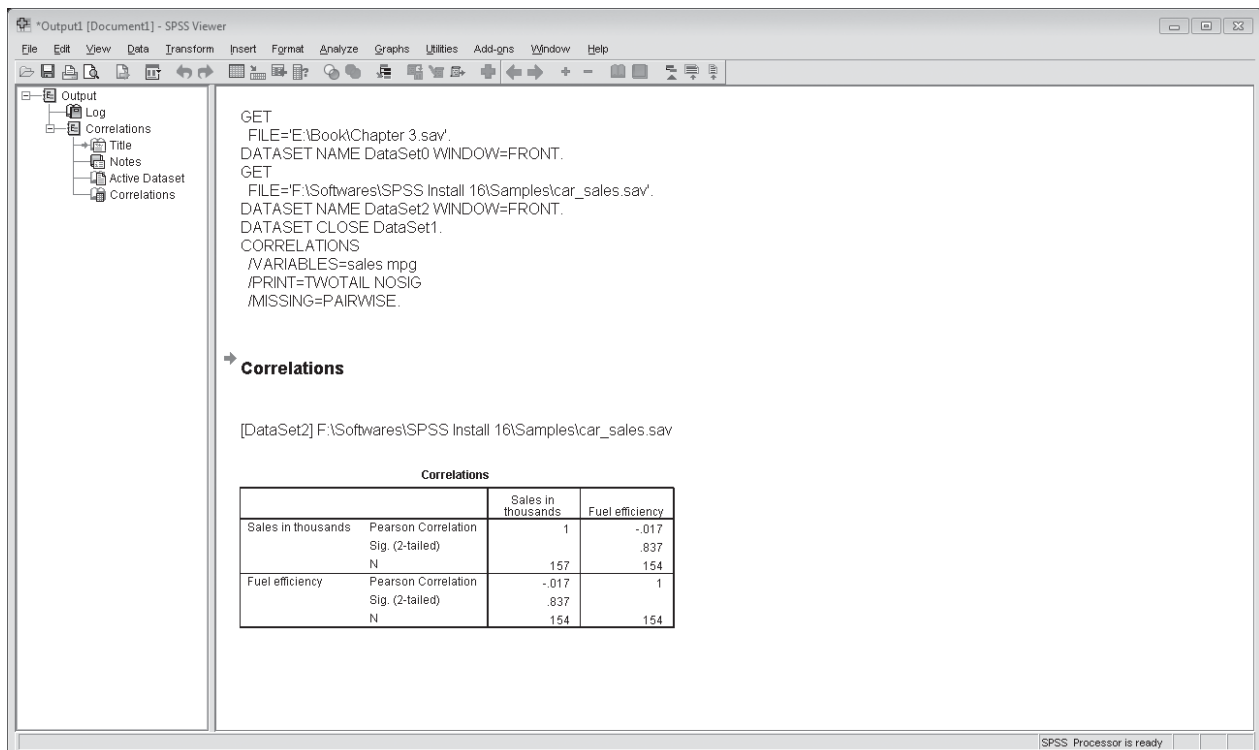 *Output1 [Document1] - SPSS Viewer
File Edit View Data Transform Insert Format Analyze Graphs Utilities Add-ons Window Help
Output
Log
Correlations
Title
Notes
Active Dataset
Correlations
GET
FILE='E:\Book\Chapter 3.sav'.
DATASET NAME DataSet0 WINDOW=FRONT.
GET
FILE='F:\Softwares\SPSS Install 16\Samples\car_sales.sav'.
DATASET NAME DataSet2 WINDOW=FRONT.
DATASET CLOSE DataSet1.
CORRELATIONS
/VARIABLES=sales mpg
/PRINT=TWOTAIL NOSIG
/MISSING=PAIRWISE.
Correlations
[DataSet2] F:\Softwares\SPSS Install 16\Samples\car_sales.sav
Correlations
Sales in thousands Fuel efficiency
Sales in thousands Pearson Correlation 1 -.017
Sig. (2-tailed) .837
N 157 154
Fuel efficiency Pearson Correlation -.017 1
Sig. (2-tailed) .837
N 154 154
SPSS Processor is ready